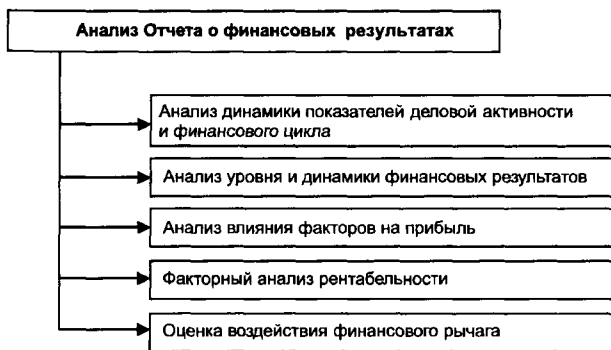 Анализ Отчета о финансовых результатах
Анализ динамики показателей деловой активности
и финансового цикла
Анализ уровня и динамики финансовых результатов
Анализ влияния факторов на прибыль
Факторный анализ рентабельности
Оценка воздействия финансового рычага